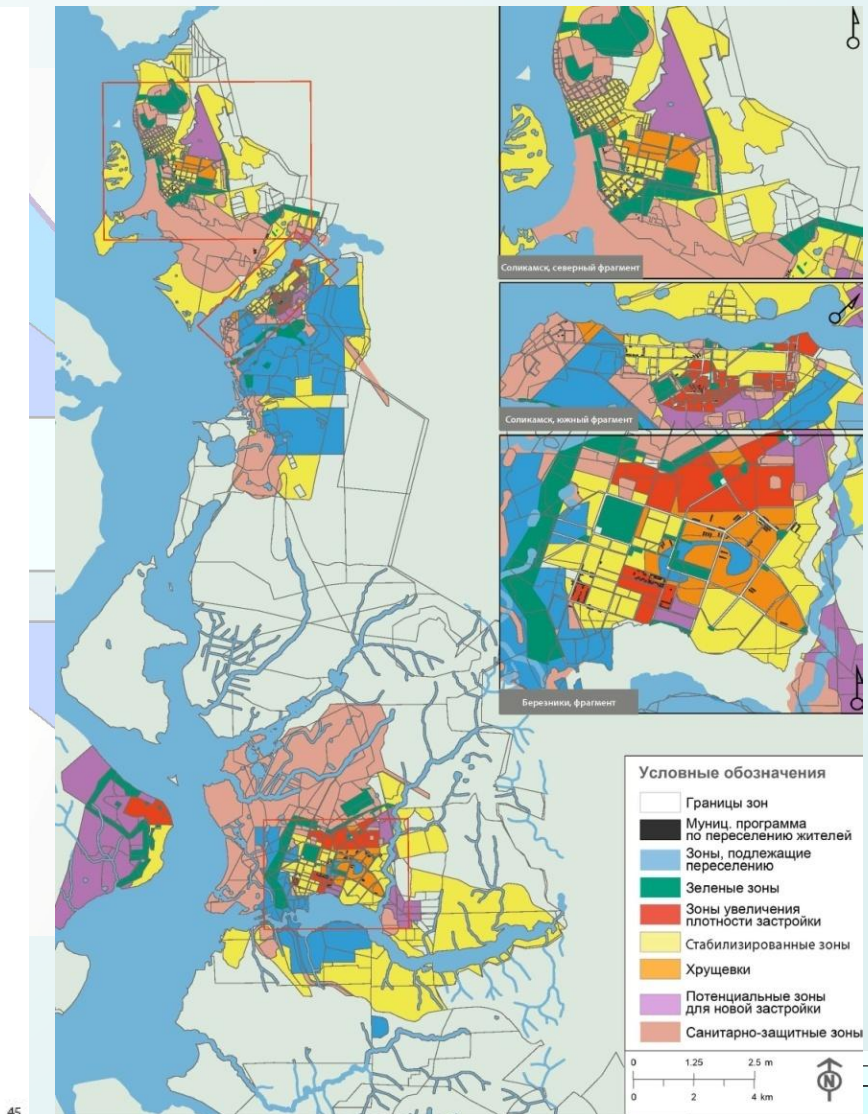 Соликамск, северный фрагмент
Соликамск, южный фрагмент
Березники, фрагмент
Условные обозначения
Границы зон
Муниц. программа
по переселению жителей
Зоны, подлежащие
переселению
Зеленые зоны
Зоны увеличения
плотности застройки
Стабилизированные зоны
Хрущевки
Потенциальные зоны
для новой застройки
Санитарно-защитные зоны
0 1.25 2.5 m
0 2 4 km
N
45